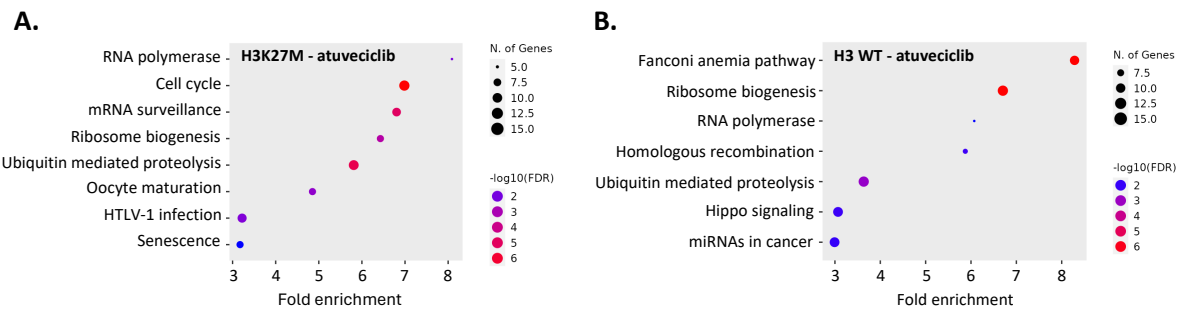 A.
H3K27M - atuveciclib
RNA polymerase
Cell cycle
mRNA surveillance
Ribosome biogenesis
Ubiquitin mediated proteolysis
Oocyte maturation
HTLV-1 infection
Senescence
3 4 5 6 7 8
Fold enrichment
N. of Genes
5.0
7.5
10.0
12.5
15.0
-log10(FDR)
2
3
4
5
6
B.
H3 WT - atuveciclib
Fanconi anemia pathway
Ribosome biogenesis
RNA polymerase
Homologous recombination
Ubiquitin mediated proteolysis
Hippo signaling
miRNAs in cancer
3 4 5 6 7 8
Fold enrichment
N. of Genes
7.5
10.0
12.5
15.0
-log10(FDR)
2
3
4
5
6